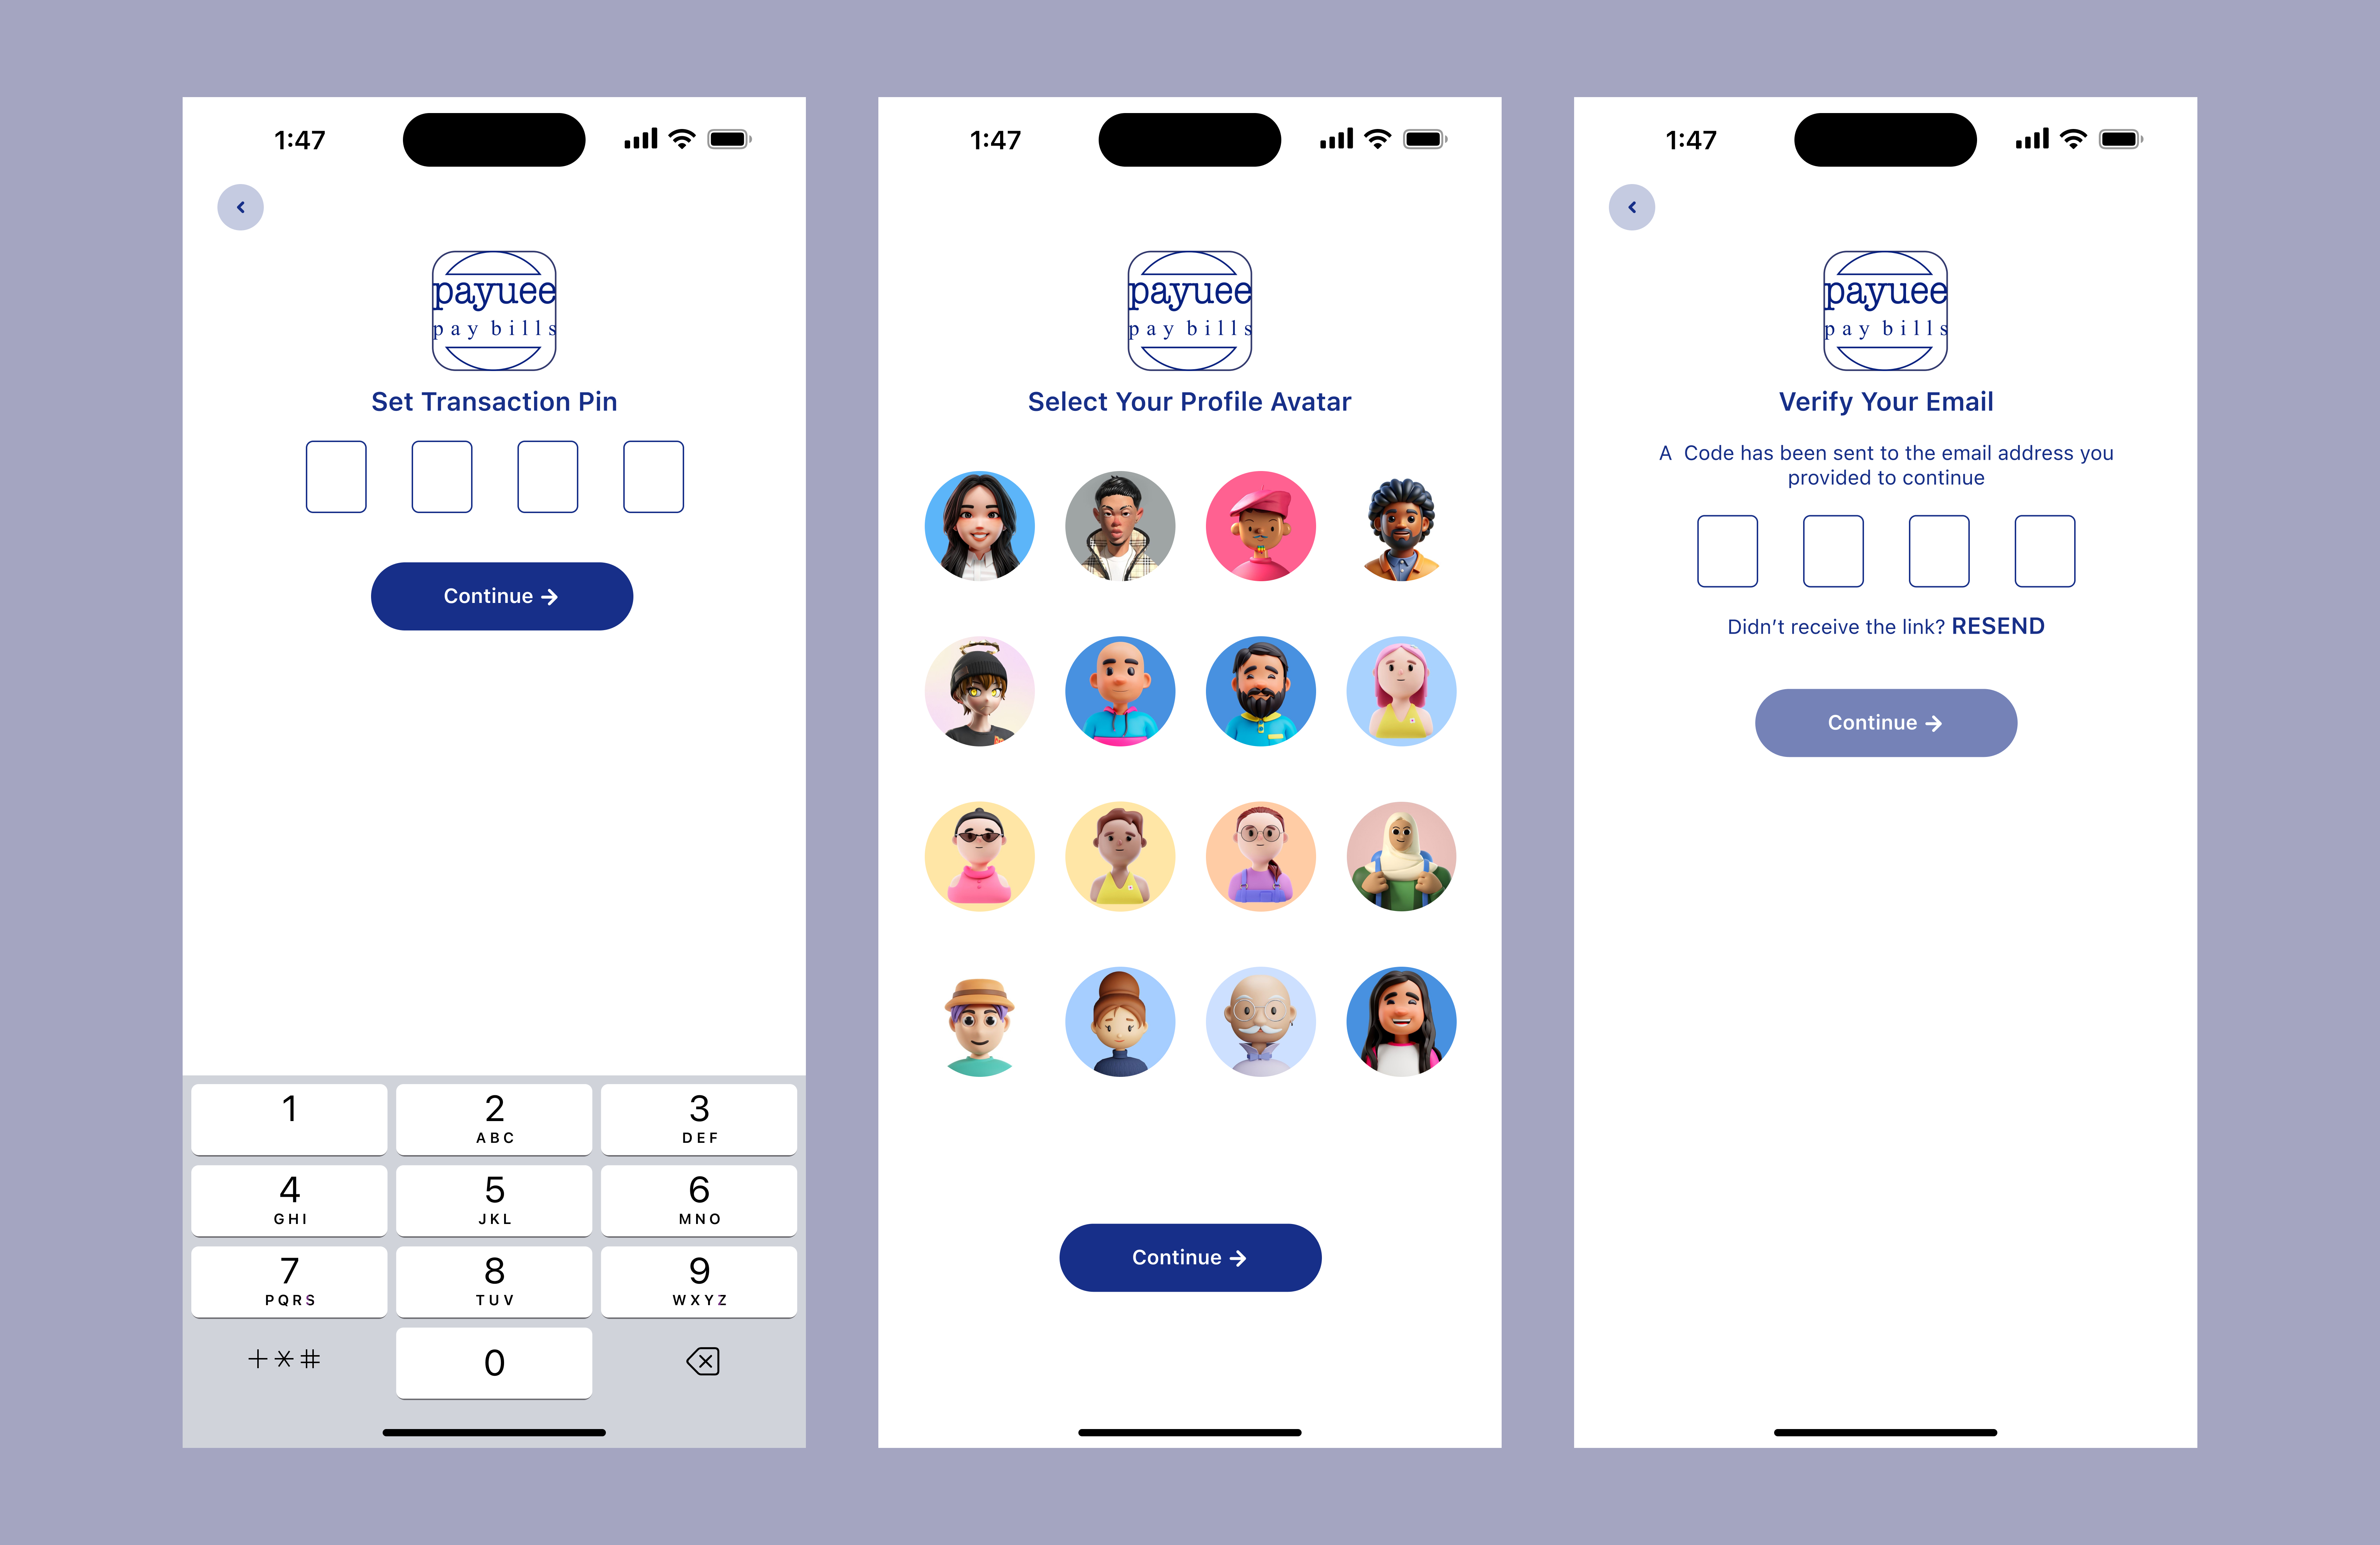 1:47
payuee
pay bills
Set Transaction Pin
Continue →
1
2
ABC
3
DEF
4
GHI
5
JKL
6
MNO
7
PQRS
8
TUV
9
WXYZ
+*#
0
1:47
payuee
pay bills
Select Your Profile Avatar
Continue →
1:47
payuee
pay bills
Verify Your Email
A Code has been sent to the email address you
provided to continue
Didn’t receive the link? RESEND
Continue →